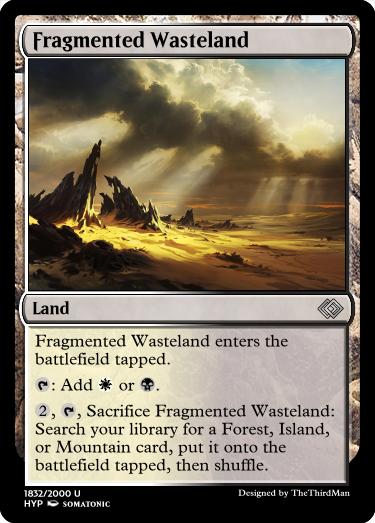 Fragmented Wasteland
Land
Fragmented Wasteland enters the
battlefield tapped.
: Add or .
2, , Sacrifice Fragmented Wasteland:
Search your library for a Forest, Island,
or Mountain card, put it onto the
battlefield tapped, then shuffle.
1832/2000 U
HYP SOMATONIC
Designed by TheThirdMan